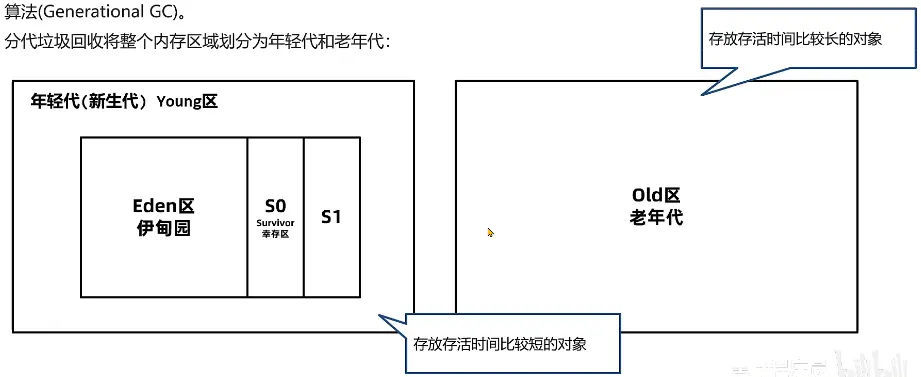 算法(Generational GC)。
分代垃圾回收将整个内存区域划分为年轻代和老年代：
存放存活时间比较长的对象
年轻代(新生代) Young区
Eden区
伊甸园
S0
Survivor
幸存区
S1
Old区
老年代
存放存活时间比较短的对象
bilibili